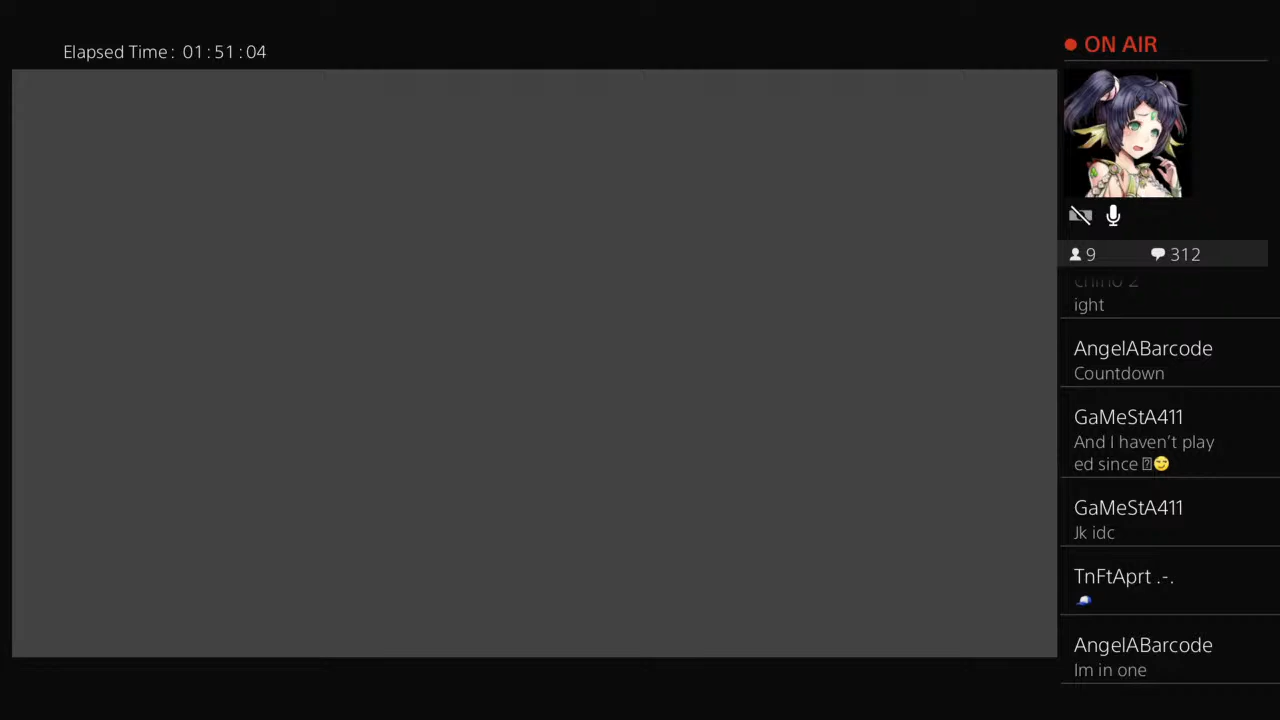 Elapsed Time: 01:51:04
ON AIR
9 312
ight
AngelABarcode
Countdown
GaMeStA411
And I haven't play
ed since 😏
GaMeStA411
Jk idc
TnFtAprt .-.
🧢
AngelABarcode
Im in one